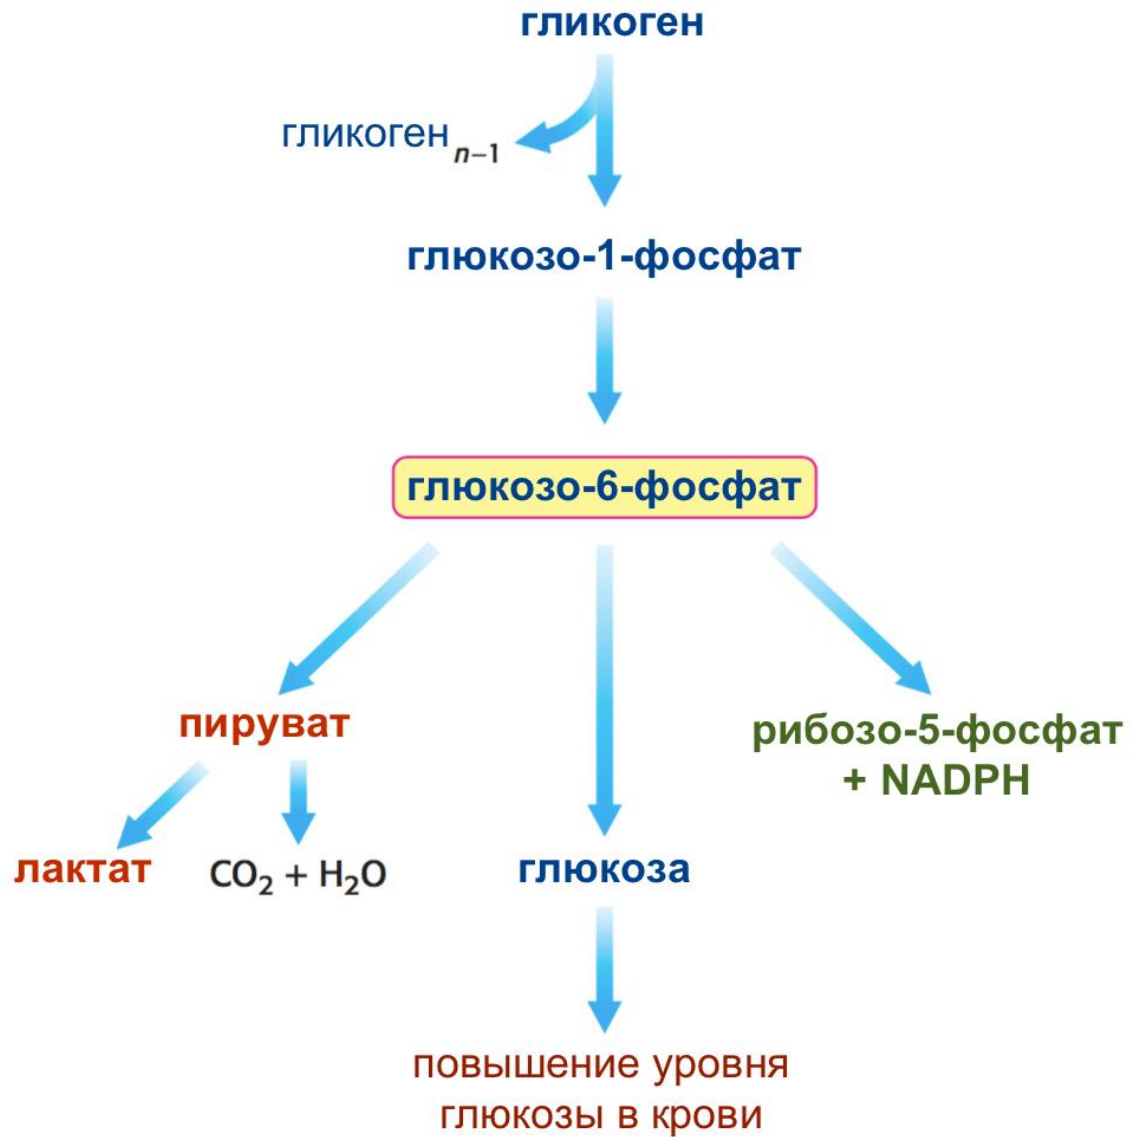 гликоген
гликоген n–1
глюкозо-1-фосфат
глюкозо-6-фосфат
пируват
рибозо-5-фосфат
+ NADPH
лактат
CO₂ + H₂O
глюкоза
повышение уровня
глюкозы в крови